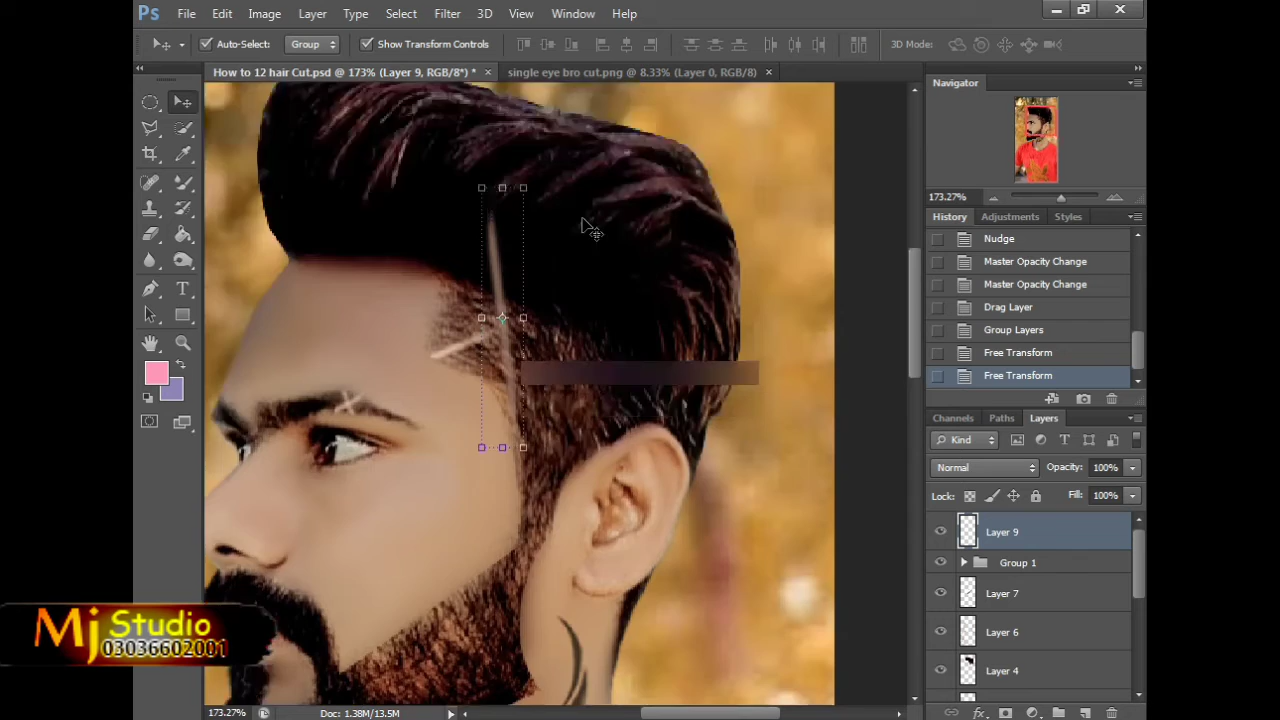 Ps File Edit Image Layer Type Select Filter 3D View Window Help
Auto-Select: Group Show Transform Controls 3D Mode:
How to 12 hair Cut.psd @ 173% (Layer 9, RGB/8*) * × single eye bro cut.png @ 8.33% (Layer 0, RGB/8) ×
Navigator
173.27%
History Adjustments Styles
Nudge
Master Opacity Change
Master Opacity Change
Drag Layer
Group Layers
Free Transform
Free Transform
Channels Paths Layers
Kind
Normal Opacity: 100%
Lock: Fill: 100%
Layer 9
Group 1
Layer 7
Layer 6
Layer 4
Mj Studio
03036602001
173.27% Doc: 1.38M/13.5M